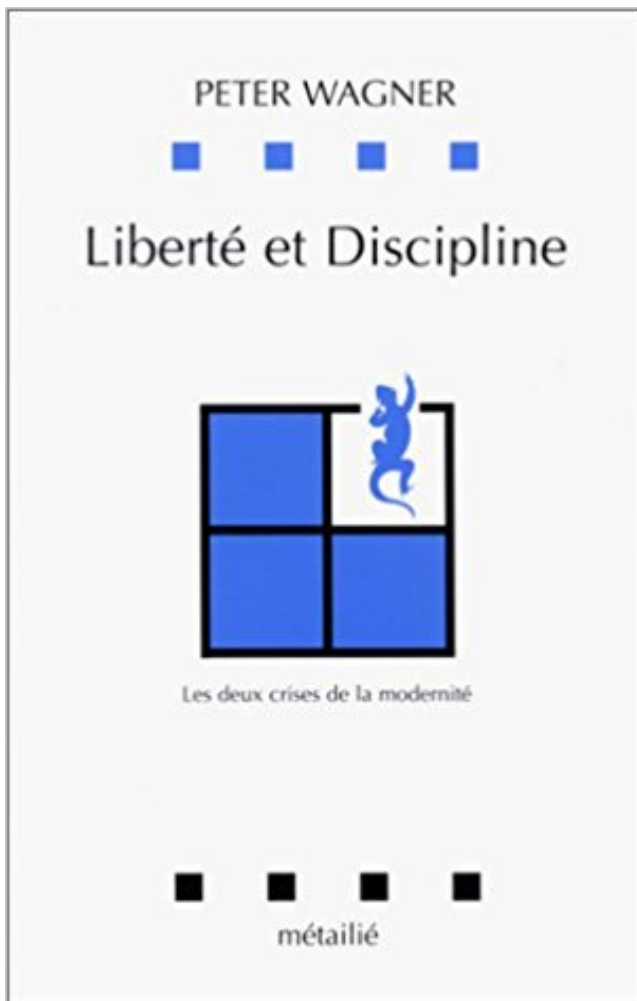 PETER WAGNER
Liberté et Discipline
Les deux crises de la modernité
métailié